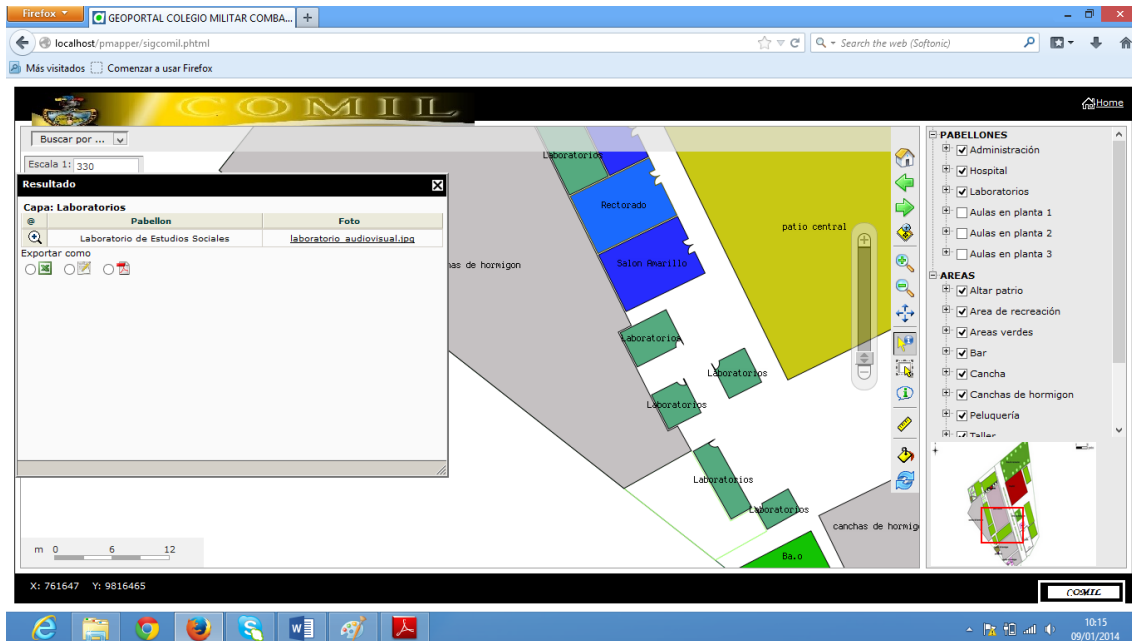 Firefox
GEOPORTAL COLEGIO MILITAR COMBA...
localhost/pmapper/sigcomil.phtml
Search the web (Softonic)
Más visitados
Comenzar a usar Firefox
COMIL
Home
Buscar por ...
Escala 1: 330
Resultado
Capa: Laboratorios
@ Pabellon Foto
Laboratorio de Estudios Sociales laboratorio_audiovisual.jpg
Exportar como
Laboratorios
Rectorado
Salon Amarillo
patio central
as de hormigon
Laboratorios
Laboratorios
Laboratorios
Laboratorios
Laboratorios
canchas de hormig
Ba.o
PABELLONES
Administración
Hospital
Laboratorios
Aulas en planta 1
Aulas en planta 2
Aulas en planta 3
AREAS
Altar patrio
Area de recreación
Areas verdes
Bar
Cancha
Canchas de hormigon
Peluquería
Taller
m 0 6 12
X: 761647 Y: 9816465
COMIL
10:15
09/01/2014